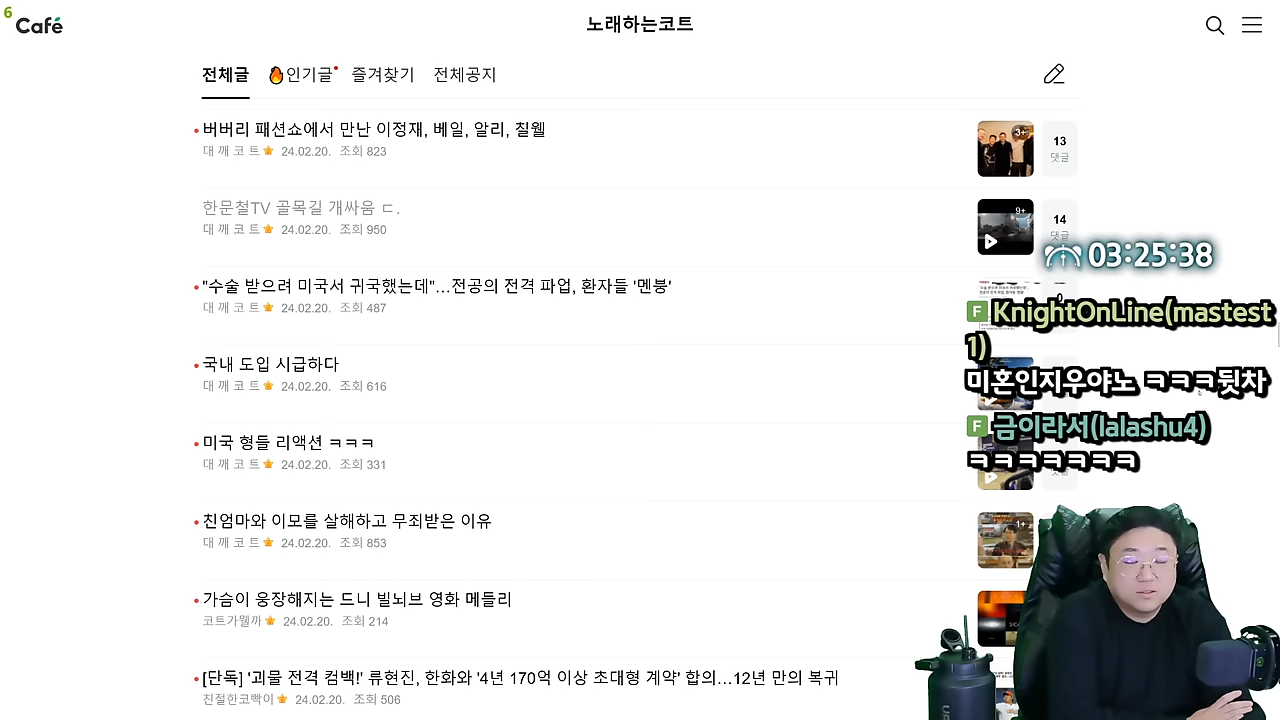 6
Café
노래하는코트
전체글
🔥인기글
즐겨찾기
전체공지
버버리 패션쇼에서 만난 이정재, 베일, 알리, 칠웰
대 깨 코 트 24.02.20. 조회 823
3+
13
댓글
한문철TV 골목길 개싸움 ㄷ.
대 깨 코 트 24.02.20. 조회 950
9+
14
댓글
03:25:38
"수술 받으려 미국서 귀국했는데"...전공의 전격 파업, 환자들 '멘붕'
대 깨 코 트 24.02.20. 조회 487
F KnightOnLine(mastest
1)
미혼인지우야노 ㅋㅋㅋ뒷차
국내 도입 시급하다
대 깨 코 트 24.02.20. 조회 616
F 금이라서(lalashu4)
ㅋㅋㅋㅋㅋㅋㅋ
미국 형들 리액션 ㅋㅋㅋ
대 깨 코 트 24.02.20. 조회 331
친엄마와 이모를 살해하고 무죄받은 이유
대 깨 코 트 24.02.20. 조회 853
1+
가슴이 웅장해지는 드니 빌뇌브 영화 메들리
코트가뭴까 24.02.20. 조회 214
[단독] '괴물 전격 컴백!' 류현진, 한화와 '4년 170억 이상 초대형 계약' 합의...12년 만의 복귀
친절한코빡이 24.02.20. 조회 506